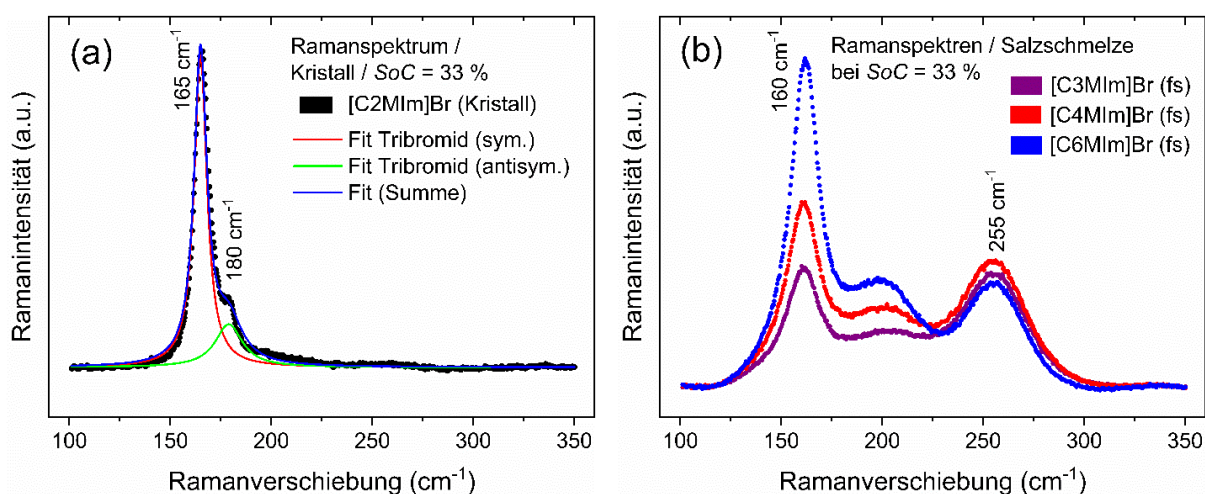 (a)
165 cm⁻¹
180 cm⁻¹
Ramanspektrum /
Kristall / SoC = 33 %
[C2MIm]Br (Kristall)
Fit Tribromid (sym.)
Fit Tribromid (antisym.)
Fit (Summe)
Ramanintensität (a.u.)
100 150 200 250 300 350
Ramanverschiebung (cm⁻¹)
(b)
160 cm⁻¹
255 cm⁻¹
Ramanspektren / Salzschmelze
bei SoC = 33 %
[C3MIm]Br (fs)
[C4MIm]Br (fs)
[C6MIm]Br (fs)
Ramanintensität (a.u.)
100 150 200 250 300 350
Ramanverschiebung (cm⁻¹)